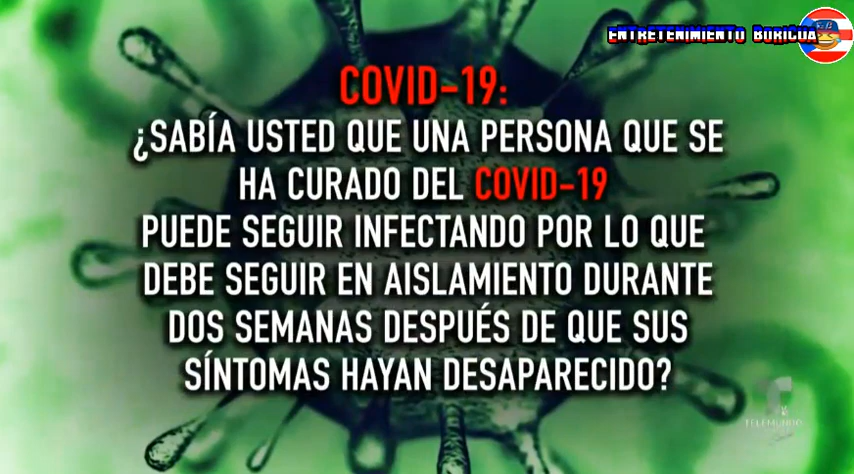 ENTRETENIMIENTO BORICUA
COVID-19:
¿SABÍA USTED QUE UNA PERSONA QUE SE
HA CURADO DEL COVID-19
PUEDE SEGUIR INFECTANDO POR LO QUE
DEBE SEGUIR EN AISLAMIENTO DURANTE
DOS SEMANAS DESPUÉS DE QUE SUS
SÍNTOMAS HAYAN DESAPARECIDO?
TELEMUNDO